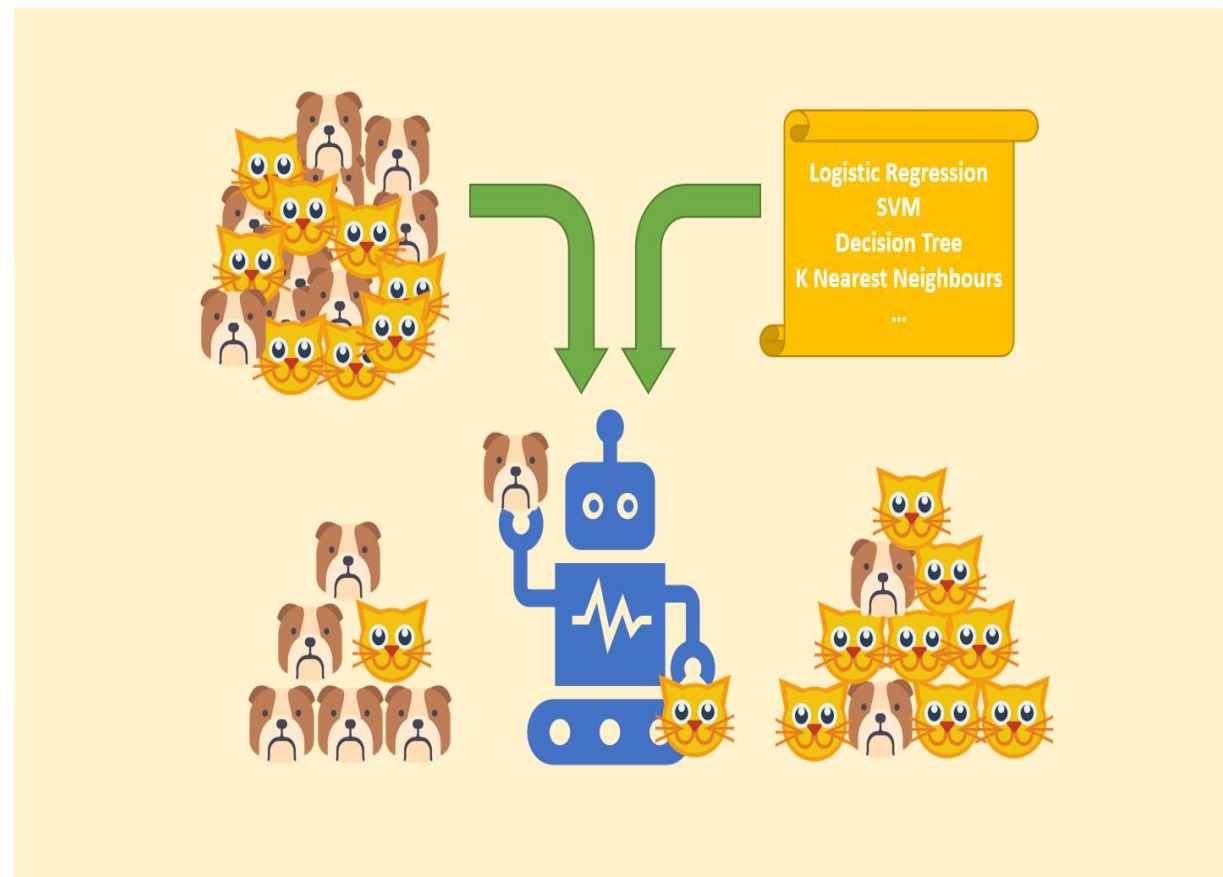 Logistic Regression
SVM
Decision Tree
K Nearest Neighbours
...